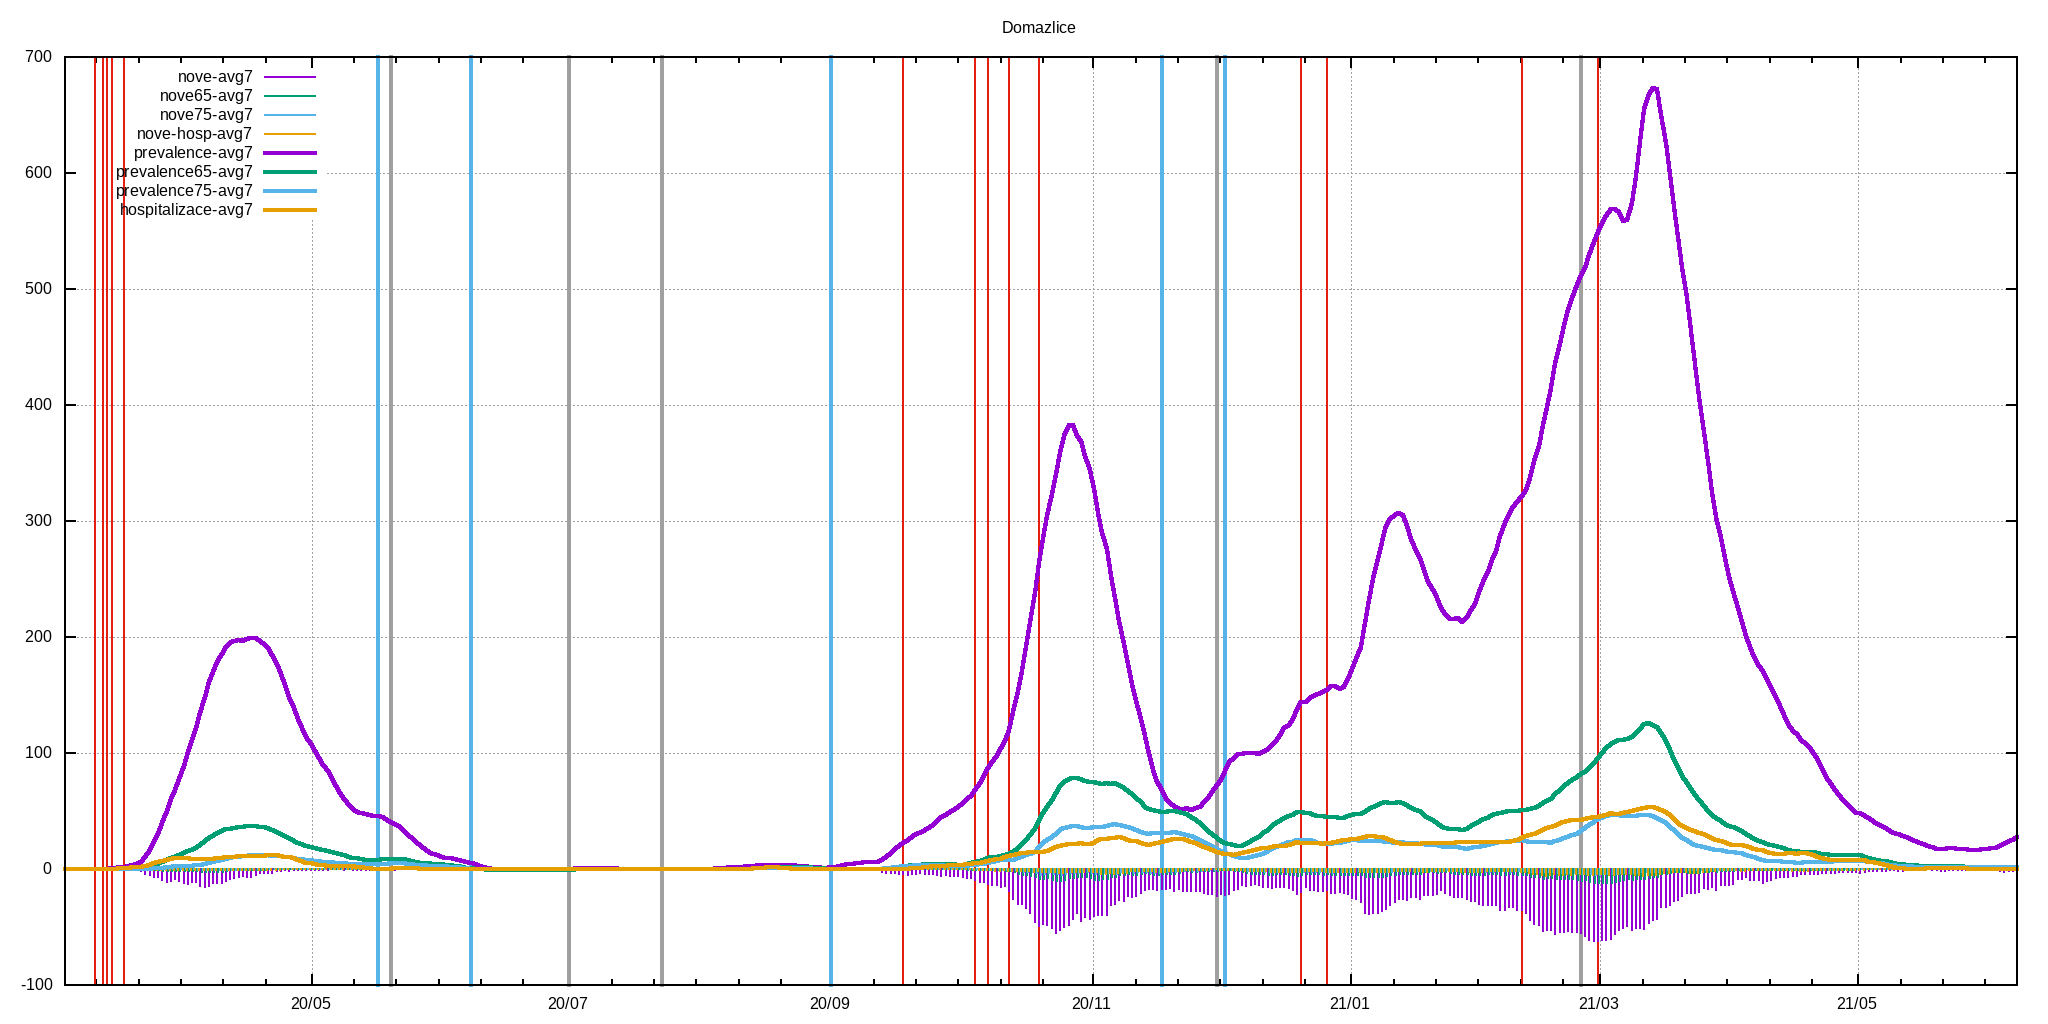 Domazlice
700
600
500
400
300
200
100
0
-100
nove-avg7
nove65-avg7
nove75-avg7
nove-hosp-avg7
prevalence-avg7
prevalence65-avg7
prevalence75-avg7
hospitalizace-avg7
20/05
20/07
20/09
20/11
21/01
21/03
21/05